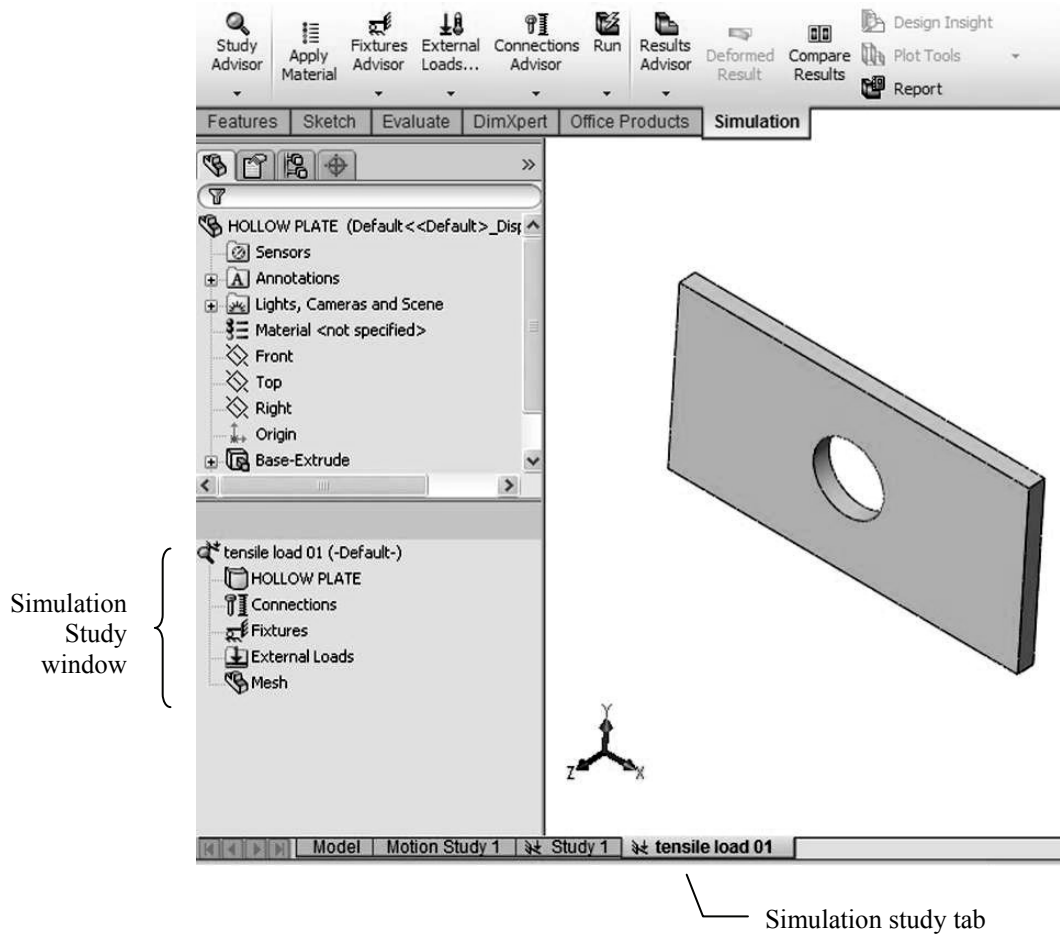 Study Advisor
Apply Material
Fixtures Advisor
External Loads...
Connections Advisor
Run
Results Advisor
Deformed Result
Compare Results
Design Insight
Plot Tools
Report
Features Sketch Evaluate DimXpert Office Products Simulation
»
HOLLOW PLATE (Default<<Default>_Disp
Sensors
A Annotations
Lights, Cameras and Scene
Material <not specified>
Front
Top
Right
Origin
Base-Extrude
tensile load 01 (-Default-)
HOLLOW PLATE
Connections
Fixtures
External Loads
Mesh
Simulation
Study
window
Y
Z X
Model Motion Study 1 Study 1 tensile load 01
Simulation study tab